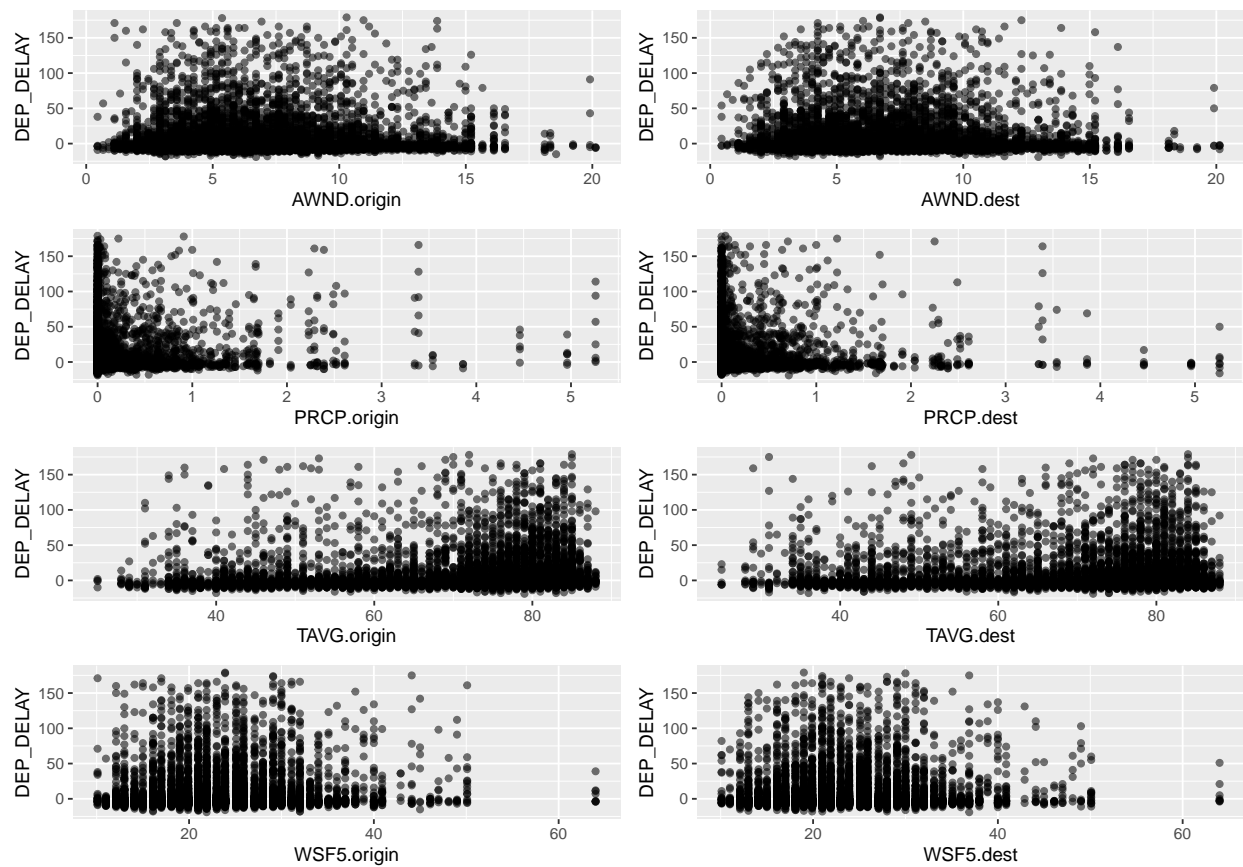 DEP_DELAY
150
100
50
0
0 5 10 15 20
AWND.origin
DEP_DELAY
150
100
50
0
0 5 10 15 20
AWND.dest
DEP_DELAY
150
100
50
0
0 1 2 3 4 5
PRCP.origin
DEP_DELAY
150
100
50
0
0 1 2 3 4 5
PRCP.dest
DEP_DELAY
150
100
50
0
40 60 80
TAVG.origin
DEP_DELAY
150
100
50
0
40 60 80
TAVG.dest
DEP_DELAY
150
100
50
0
20 40 60
WSF5.origin
DEP_DELAY
150
100
50
0
20 40 60
WSF5.dest